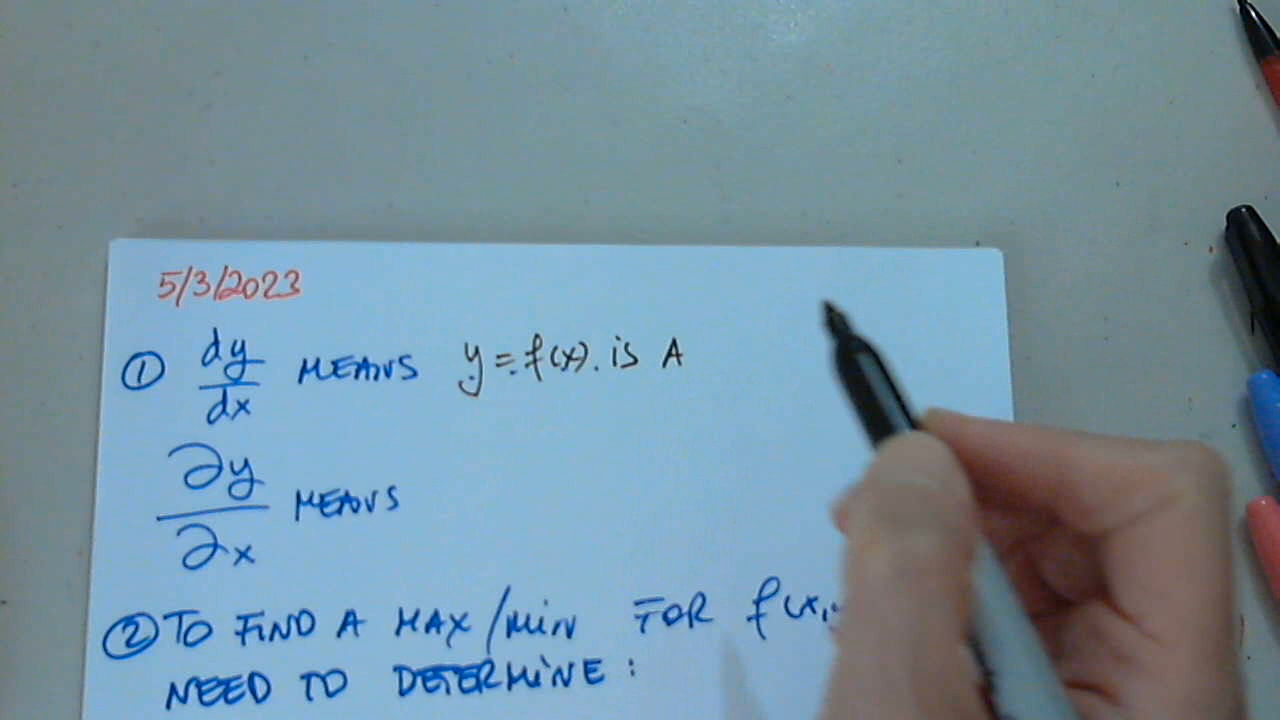 5/3/2023
① dy/dx MEANS y = f(x). is A
∂y/∂x MEANS
② TO FIND A MAX/MIN FOR f(x,
NEED TO DETERMINE: